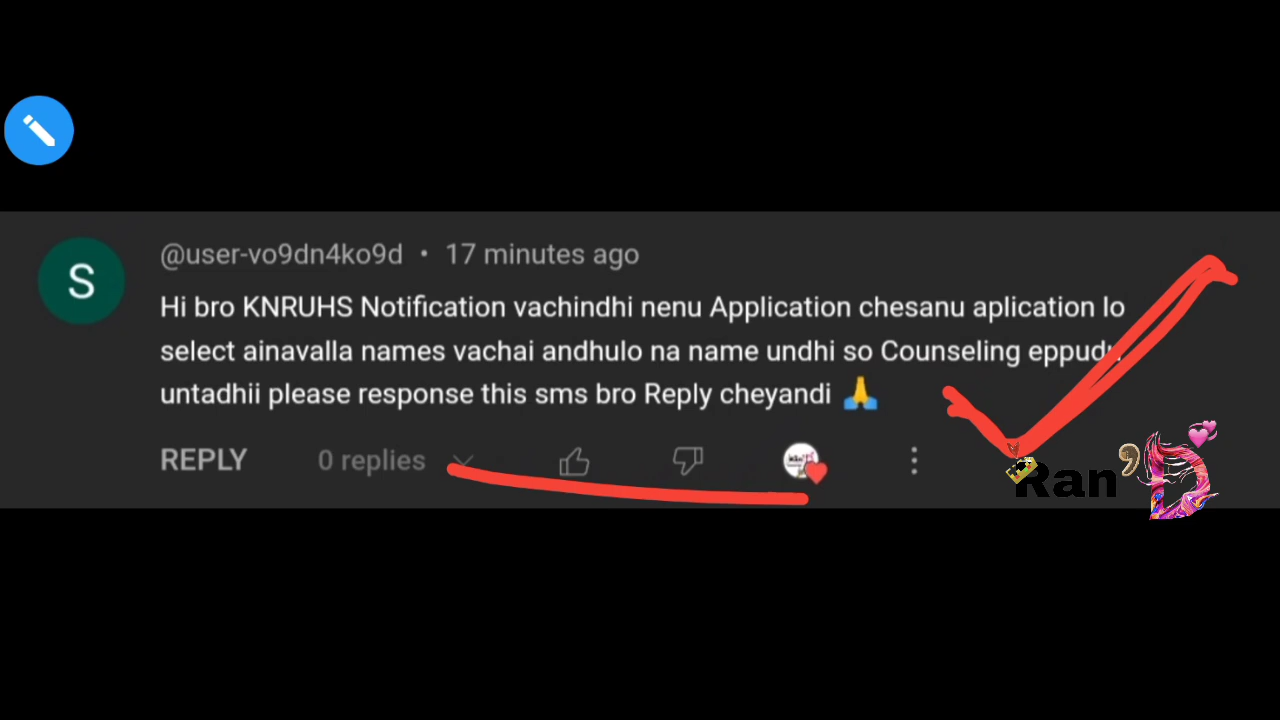 S
@user-vo9dn4ko9d • 17 minutes ago
Hi bro KNRUHS Notification vachindhi nenu Application chesanu aplication lo
select ainavalla names vachai andhulo na name undhi so Counseling eppudu
untadhii please response this sms bro Reply cheyandi 🙏
REPLY 0 replies
Ran'D